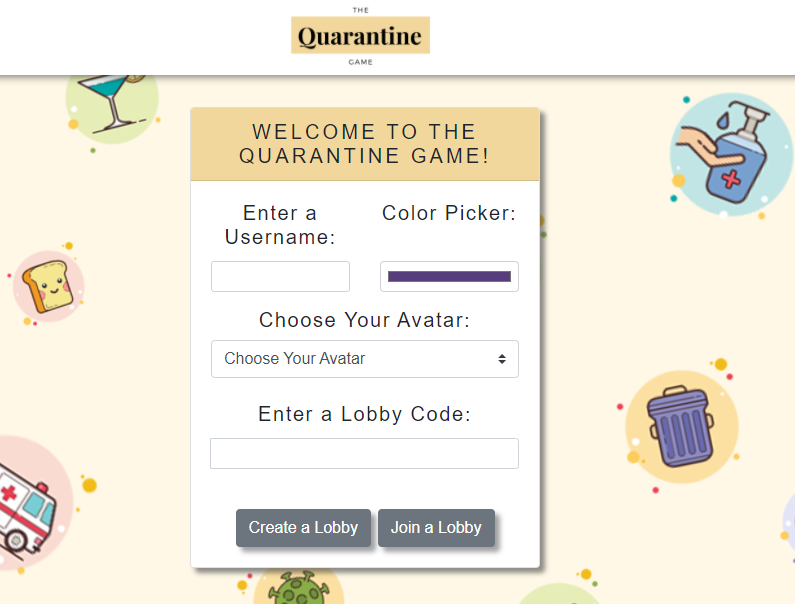 THE
Quarantine
GAME
WELCOME TO THE
QUARANTINE GAME!
Enter a
Username:
Color Picker:
Choose Your Avatar:
Choose Your Avatar
Enter a Lobby Code:
Create a Lobby
Join a Lobby